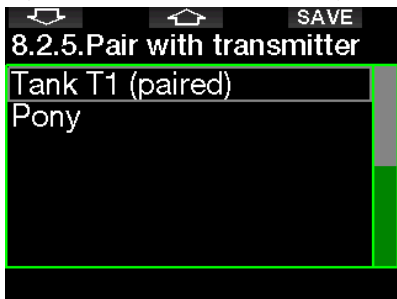 SAVE
8.2.5.Pair with transmitter
Tank T1 (paired)
Pony